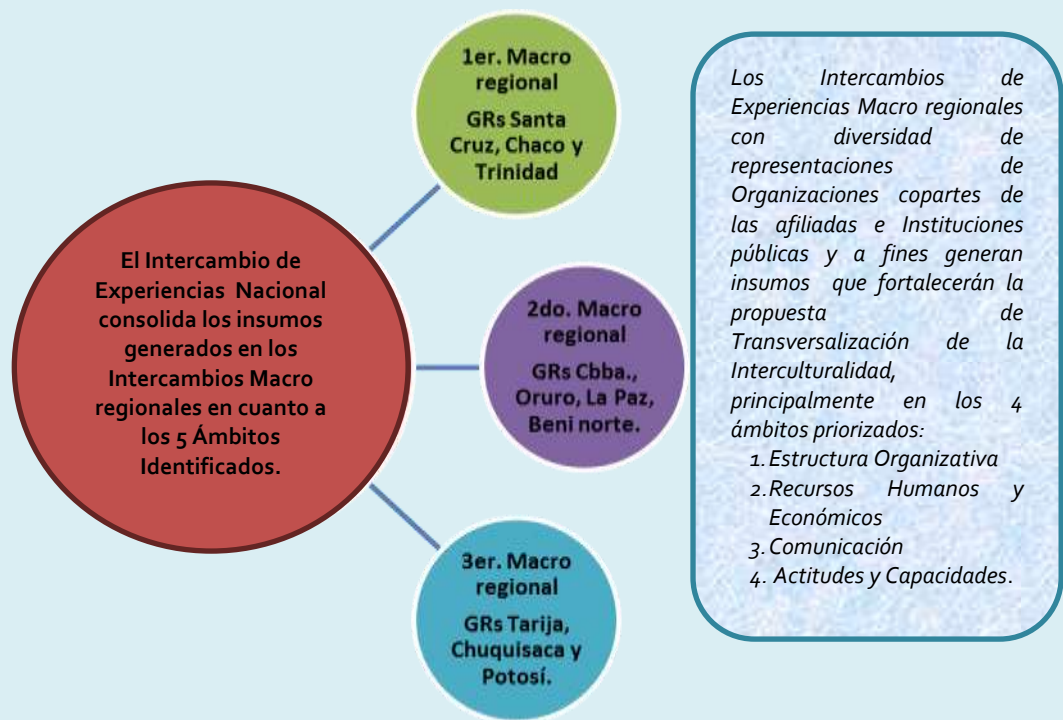 El Intercambio de
Experiencias Nacional
consolida los insumos
generados en los
Intercambios Macro
regionales en cuanto a
los 5 Ámbitos
Identificados.
1er. Macro
regional
GRs Santa
Cruz, Chaco y
Trinidad
2do. Macro
regional
GRs Cbba.,
Oruro, La Paz,
Beni norte.
3er. Macro
regional
GRs Tarija,
Chuquisaca y
Potosí.
Los Intercambios de
Experiencias Macro regionales
con diversidad de
representaciones de
Organizaciones copartes de
las afiliadas e Instituciones
públicas y a fines generan
insumos que fortalecerán la
propuesta de
Transversalización de la
Interculturalidad,
principalmente en los 4
ámbitos priorizados:
1. Estructura Organizativa
2. Recursos Humanos y
Económicos
3. Comunicación
4. Actitudes y Capacidades.